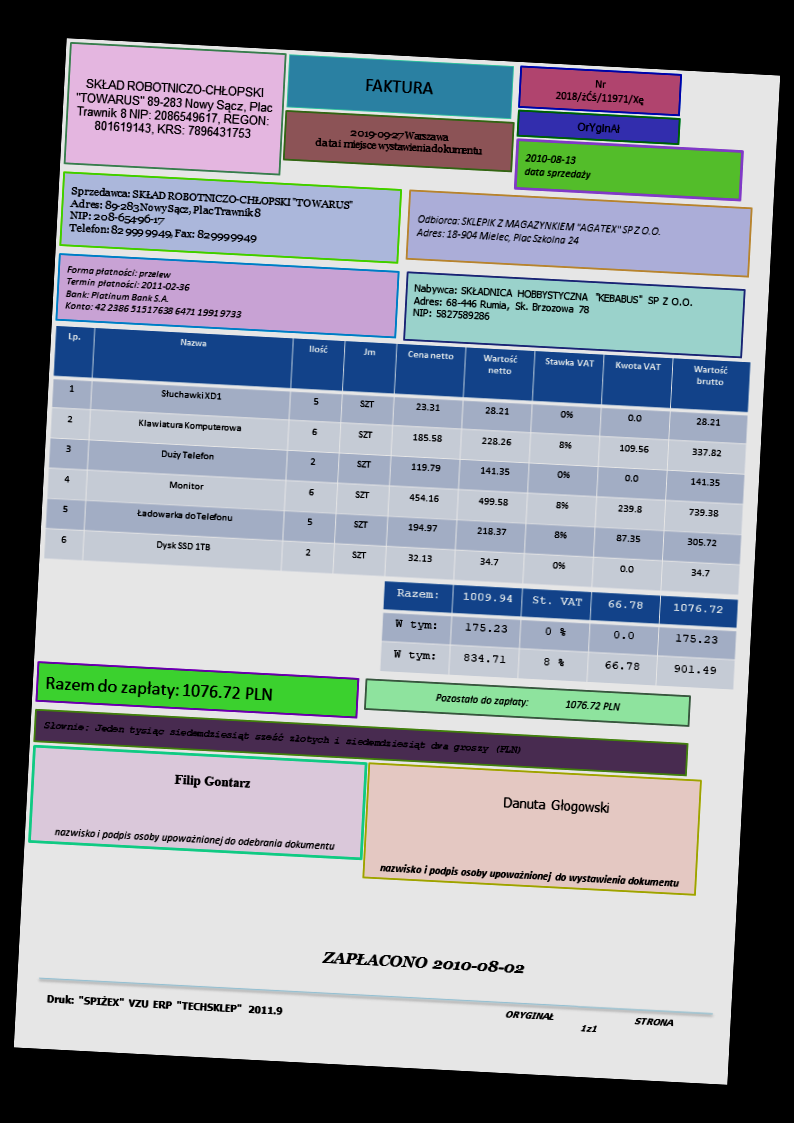 SKŁAD ROBOTNICZO-CHŁOPSKI
"TOWARUS" 89-283 Nowy Sącz, Plac
Trawnik 8 NIP: 2086549617, REGON:
801619143, KRS: 7896431753
FAKTURA
2019-09-27 Warszawa
data i miejsce wystawienia dokumentu
Nr
2018/żĆś/11971/Xę
OrYginAl
2010-08-13
data sprzedaży
Sprzedawca: SKŁAD ROBOTNICZO-CHŁOPSKI "TOWARUS"
Adres: 89-283 Nowy Sącz, Plac Trawnik 8
NIP: 208-654-96-17
Telefon: 82 999 9949, Fax: 829999949
Odbiorca: SKLEPIK Z MAGAZYNKIEM "AGATEX" SP Z O.O.
Adres: 18-904 Mielec, Plac Szkolna 24
Forma płatności: przelew
Termin płatności: 2011-02-36
Bank: Platinum Bank S.A.
Konto: 42 2386 51517638 6471 1991 9733
Nabywca: SKŁADNICA HOBBYSTYCZNA "KEBABUS" SP Z O.O.
Adres: 68-446 Rumia, Sk. Brzozowa 78
NIP: 5827589286
Lp. Nazwa Ilość Jm Cena netto Wartość netto Stawka VAT Kwota VAT Wartość brutto
1 Słuchawki XD1 5 SZT 23.31 28.21 0% 0.0 28.21
2 Klawiatura Komputerowa 6 SZT 185.58 228.26 8% 109.56 337.82
3 Duży Telefon 2 SZT 119.79 141.35 0% 0.0 141.35
4 Monitor 6 SZT 454.16 499.58 8% 239.8 739.38
5 Ładowarka do Telefonu 5 SZT 194.97 218.37 8% 87.35 305.72
6 Dysk SSD 1TB 2 SZT 32.13 34.7 0% 0.0 34.7
Razem: 1009.94 St. VAT 66.78 1076.72
W tym: 175.23 0 % 0.0 175.23
W tym: 834.71 8 % 66.78 901.49
Razem do zapłaty: 1076.72 PLN
Pozostało do zapłaty: 1076.72 PLN
Słownie: Jeden tysiąc siedemdziesiąt sześć złotych i siedemdziesiąt dwa groszy (PLN)
Filip Gontarz
nazwisko i podpis osoby upoważnionej do odebrania dokumentu
Danuta Głogowski
nazwisko i podpis osoby upoważnionej do wystawienia dokumentu
ZAPŁACONO 2010-08-02
Druk: "SPIŻEX" VZU ERP "TECHSKLEP" 2011.9
ORYGINAŁ
STRONA
1z1